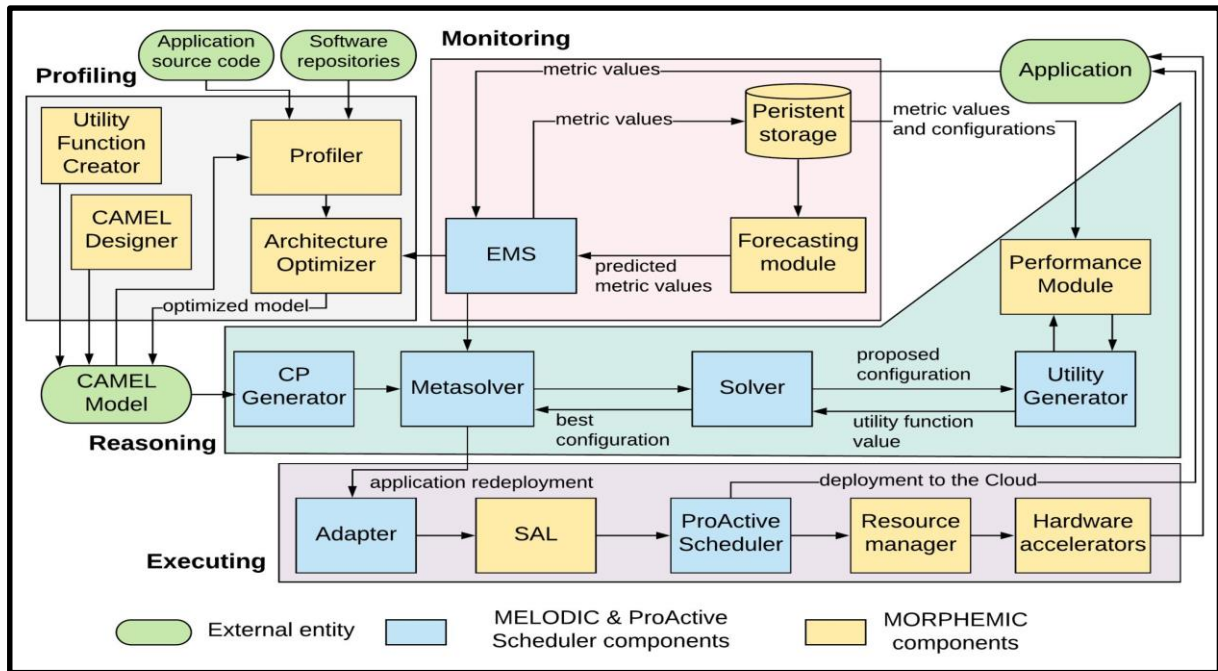 Application
source code
Software
repositories
Monitoring
Profiling
metric values
Application
Utility
Function
Creator
Profiler
metric values
Peristent
storage
metric values
and configurations
CAMEL
Designer
Architecture
Optimizer
EMS
predicted
metric values
Forecasting
module
Performance
Module
optimized model
CAMEL
Model
CP
Generator
Metasolver
Solver
proposed
configuration
Utility
Generator
best
configuration
utility function
value
Reasoning
application redeployment
deployment to the Cloud
Adapter
SAL
ProActive
Scheduler
Resource
manager
Hardware
accelerators
Executing
External entity
MELODIC & ProActive
Scheduler components
MORPHEMIC
components